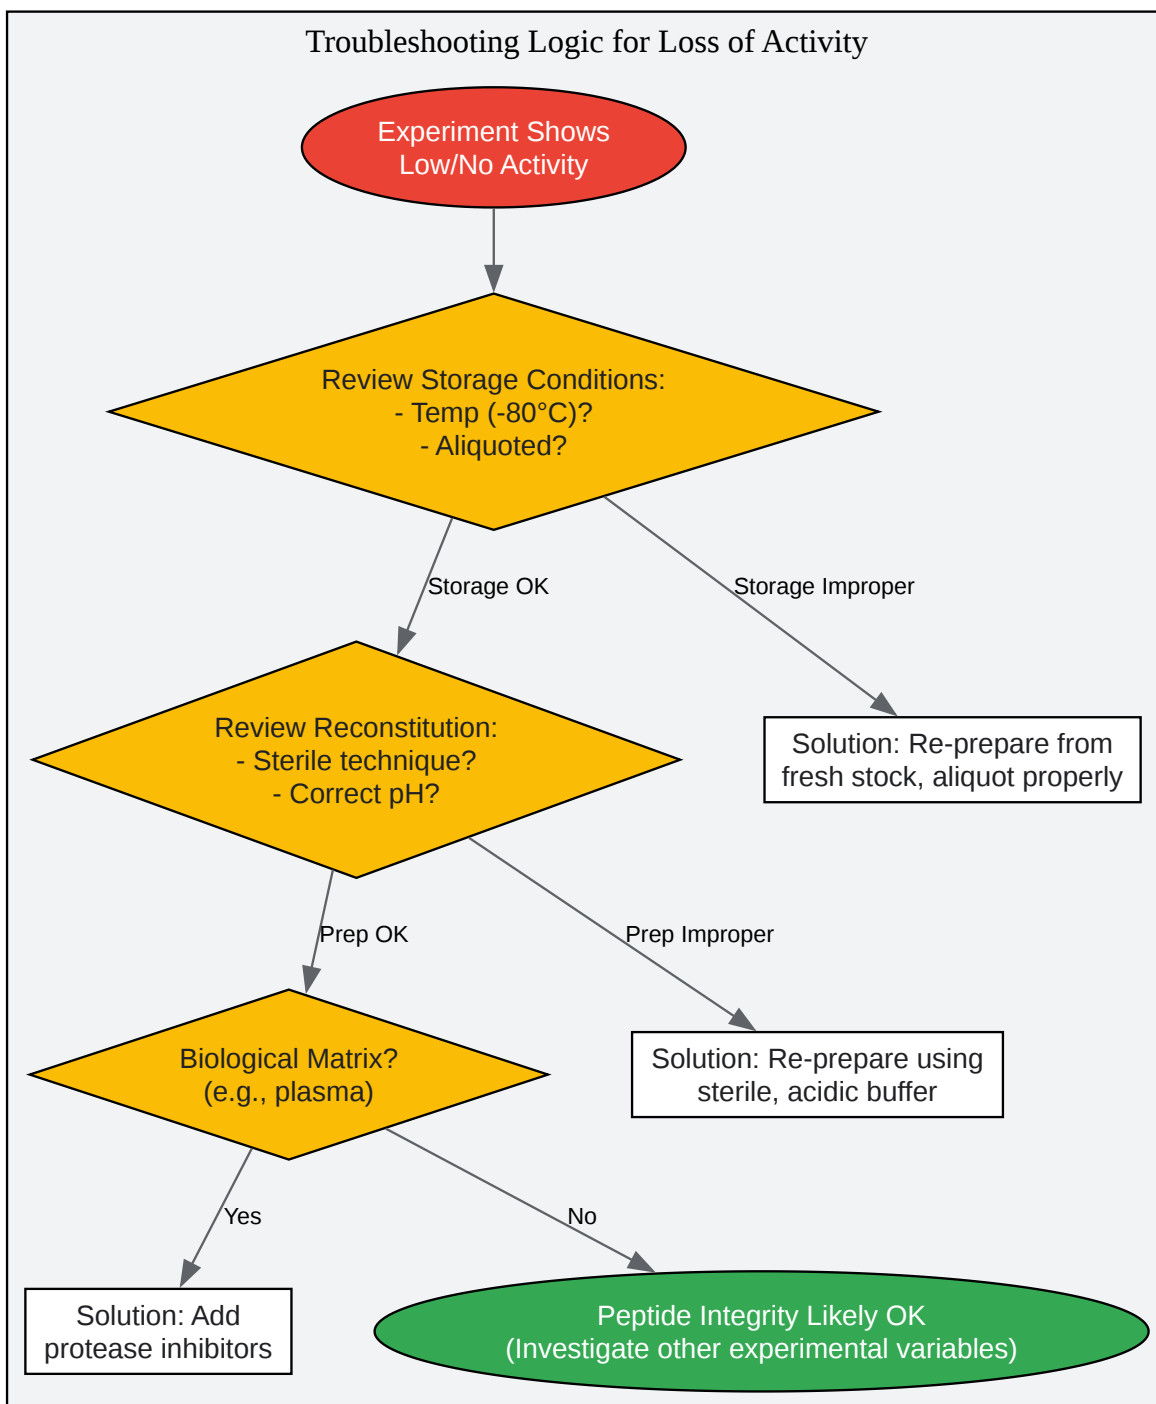 Troubleshooting Logic for Loss of Activity
Experiment Shows
Low/No Activity
Review Storage Conditions:
- Temp (-80°C)?
- Aliquoted?
Storage OK
Storage Improper
Review Reconstitution:
- Sterile technique?
- Correct pH?
Solution: Re-prepare from
fresh stock, aliquot properly
Prep OK
Prep Improper
Biological Matrix?
(e.g., plasma)
Solution: Re-prepare using
sterile, acidic buffer
Yes
No
Solution: Add
protease inhibitors
Peptide Integrity Likely OK
(Investigate other experimental variables)